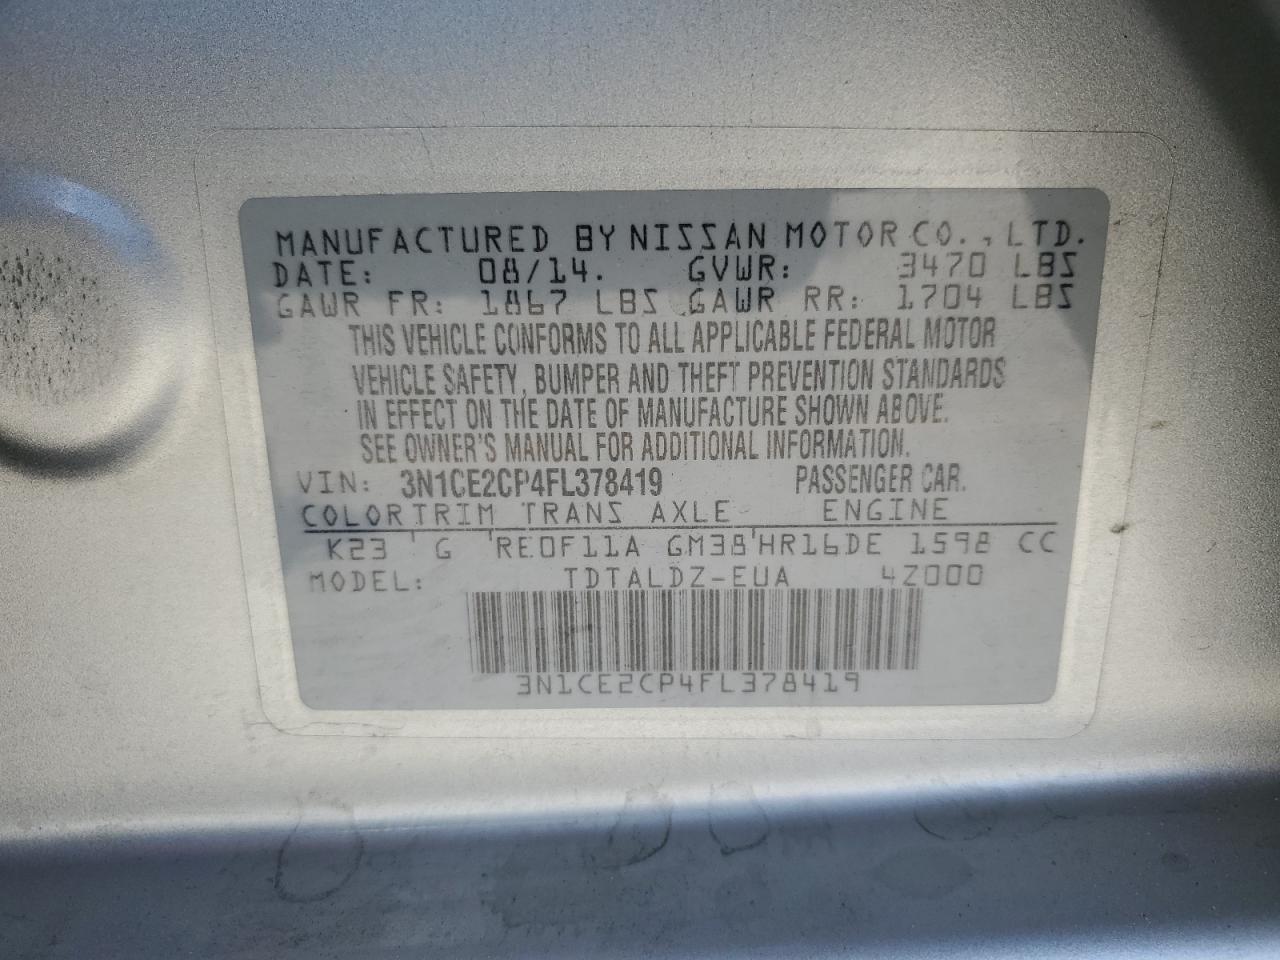 MANUFACTURED BY NISSAN MOTOR CO., LTD.
DATE: 08/14. GVWR: 3470 LBS
GAWR FR: 1867 LBS GAWR RR: 1704 LBS
THIS VEHICLE CONFORMS TO ALL APPLICABLE FEDERAL MOTOR
VEHICLE SAFETY, BUMPER AND THEFT PREVENTION STANDARDS
IN EFFECT ON THE DATE OF MANUFACTURE SHOWN ABOVE.
SEE OWNER'S MANUAL FOR ADDITIONAL INFORMATION.
VIN: 3N1CE2CP4FL378419 PASSENGER CAR.
COLOR TRIM TRANS AXLE ENGINE
K23 ' G 'RE0F11A GM38'HR16DE 1598 CC
MODEL: TDTALDZ-EUA 4Z000
3N1CE2CP4FL378419